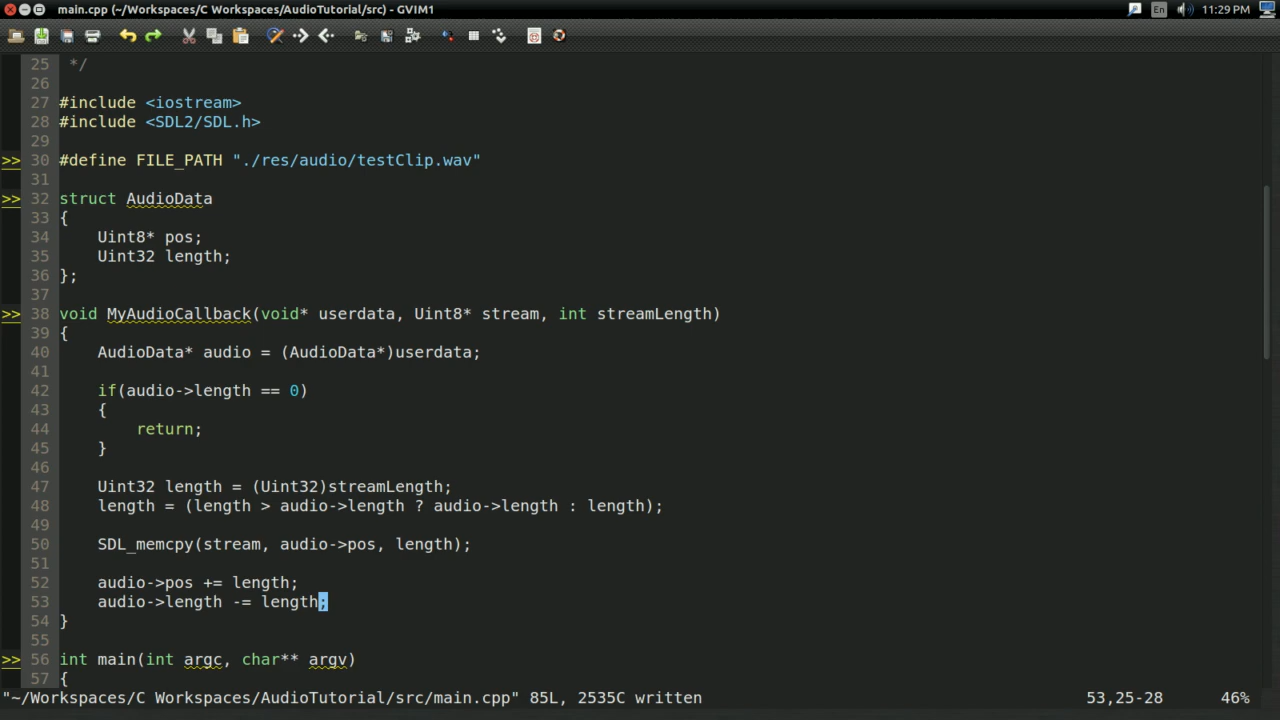 main.cpp (~/Workspaces/C Workspaces/AudioTutorial/src) - GVIM1
En
11:29 PM
25  */
26
27 #include <iostream>
28 #include <SDL2/SDL.h>
29
>> 30 #define FILE_PATH "./res/audio/testClip.wav"
31
>> 32 struct AudioData
33 {
34     Uint8* pos;
35     Uint32 length;
36 };
37
>> 38 void MyAudioCallback(void* userdata, Uint8* stream, int streamLength)
39 {
40     AudioData* audio = (AudioData*)userdata;
41
42     if(audio->length == 0)
43     {
44         return;
45     }
46
47     Uint32 length = (Uint32)streamLength;
48     length = (length > audio->length ? audio->length : length);
49
50     SDL_memcpy(stream, audio->pos, length);
51
52     audio->pos += length;
53     audio->length -= length;
54 }
55
>> 56 int main(int argc, char** argv)
57 {
"~/Workspaces/C Workspaces/AudioTutorial/src/main.cpp" 85L, 2535C written 53,25-28 46%